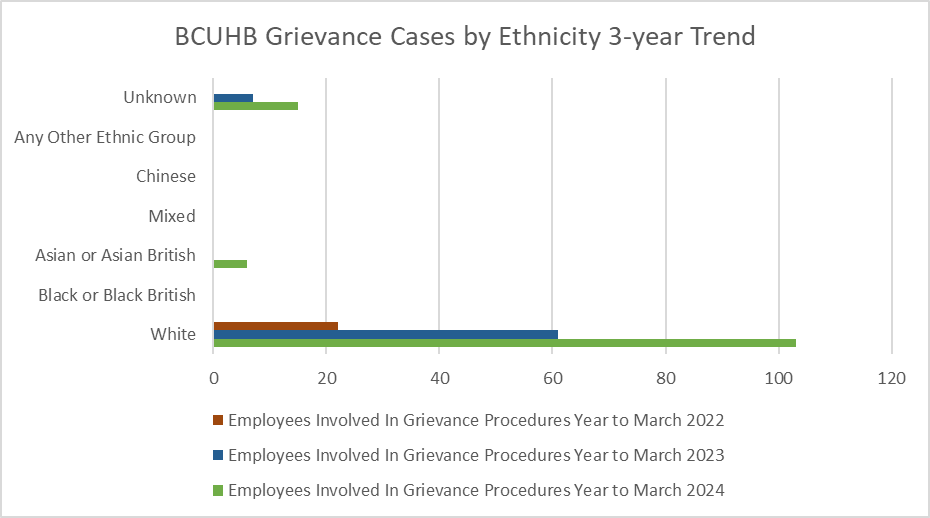 BCUHB Grievance Cases by Ethnicity 3-year Trend
Unknown
Any Other Ethnic Group
Chinese
Mixed
Asian or Asian British
Black or Black British
White
0 20 40 60 80 100 120
Employees Involved In Grievance Procedures Year to March 2022
Employees Involved In Grievance Procedures Year to March 2023
Employees Involved In Grievance Procedures Year to March 2024